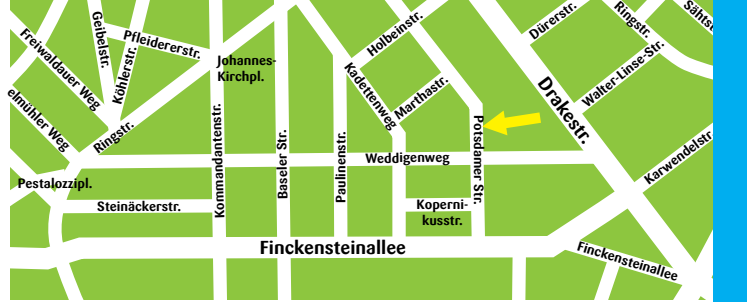 Geibelstr.
Freiwaldauer Weg
Köhlerstr.
Pfleidererstr.
Johannes-
Kirchpl.
Holbeinstr.
Dürerstr.
Ringstr.
Kadettenweg
Marthastr.
Drakestr.
Walter-Linse-Str.
elmühler Weg
Ringstr.
Kommandantenstr.
Baseler Str.
Paulinenstr.
Weddigenweg
Potsdamer Str.
Karwendelstr
Pestalozzipl.
Steinäckerstr.
Koperni-
kusstr.
Finckensteinallee
Finckensteinallee